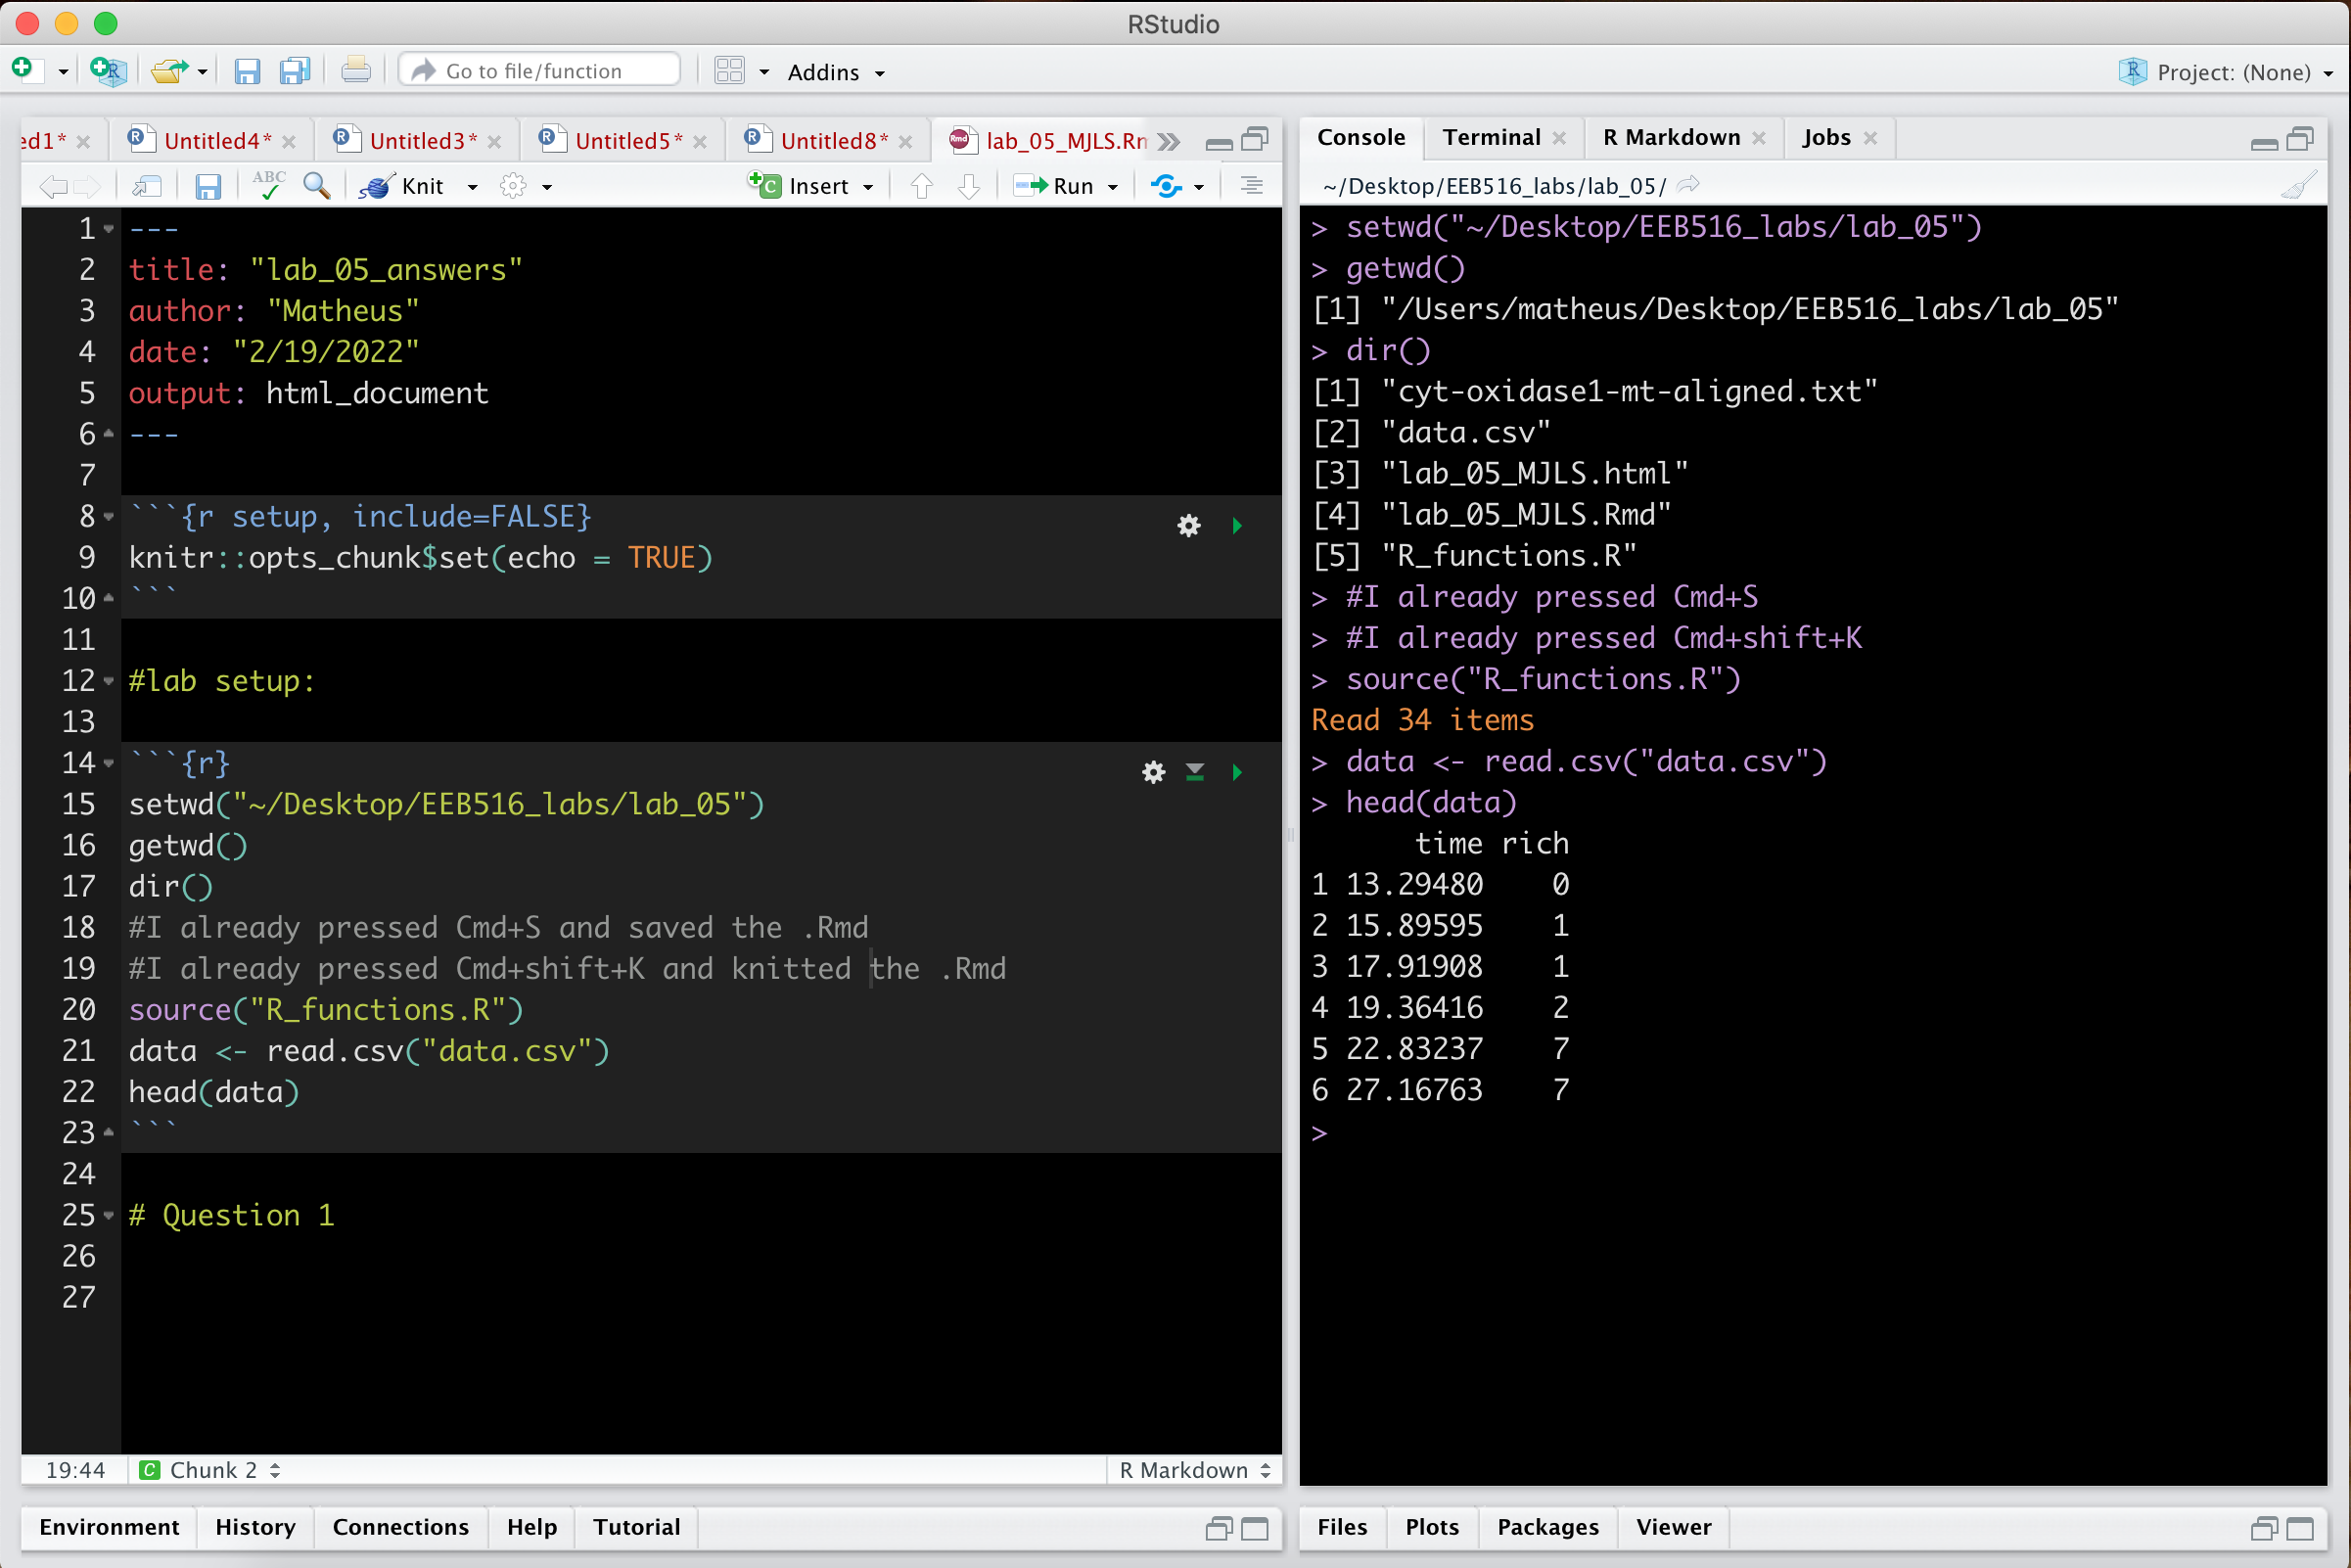 RStudio
Go to file/function
Addins
Project: (None)
ed1*
Untitled4*
Untitled3*
Untitled5*
Untitled8*
lab_05_MJLS.Rm
ABC
Knit
Insert
Run
1 ---
2 title: "lab_05_answers"
3 author: "Matheus"
4 date: "2/19/2022"
5 output: html_document
6 ---
7
8 ```{r setup, include=FALSE}
9 knitr::opts_chunk$set(echo = TRUE)
10 ```
11
12 #lab setup:
13
14 ```{r}
15 setwd("~/Desktop/EEB516_labs/lab_05")
16 getwd()
17 dir()
18 #I already pressed Cmd+S and saved the .Rmd
19 #I already pressed Cmd+shift+K and knitted the .Rmd
20 source("R_functions.R")
21 data <- read.csv("data.csv")
22 head(data)
23 ```
24
25 # Question 1
26
27
19:44
C Chunk 2
R Markdown
Environment
History
Connections
Help
Tutorial
Console
Terminal
R Markdown
Jobs
~/Desktop/EEB516_labs/lab_05/
> setwd("~/Desktop/EEB516_labs/lab_05")
> getwd()
[1] "/Users/matheus/Desktop/EEB516_labs/lab_05"
> dir()
[1] "cyt-oxidase1-mt-aligned.txt"
[2] "data.csv"
[3] "lab_05_MJLS.html"
[4] "lab_05_MJLS.Rmd"
[5] "R_functions.R"
> #I already pressed Cmd+S
> #I already pressed Cmd+shift+K
> source("R_functions.R")
Read 34 items
> data <- read.csv("data.csv")
> head(data)
time rich
1 13.29480 0
2 15.89595 1
3 17.91908 1
4 19.36416 2
5 22.83237 7
6 27.16763 7
>
Files
Plots
Packages
Viewer